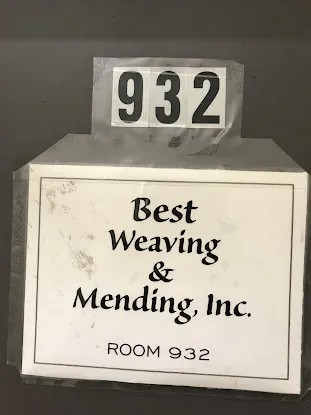 932
Best
Weaving
&
Mending, Inc.
ROOM 932